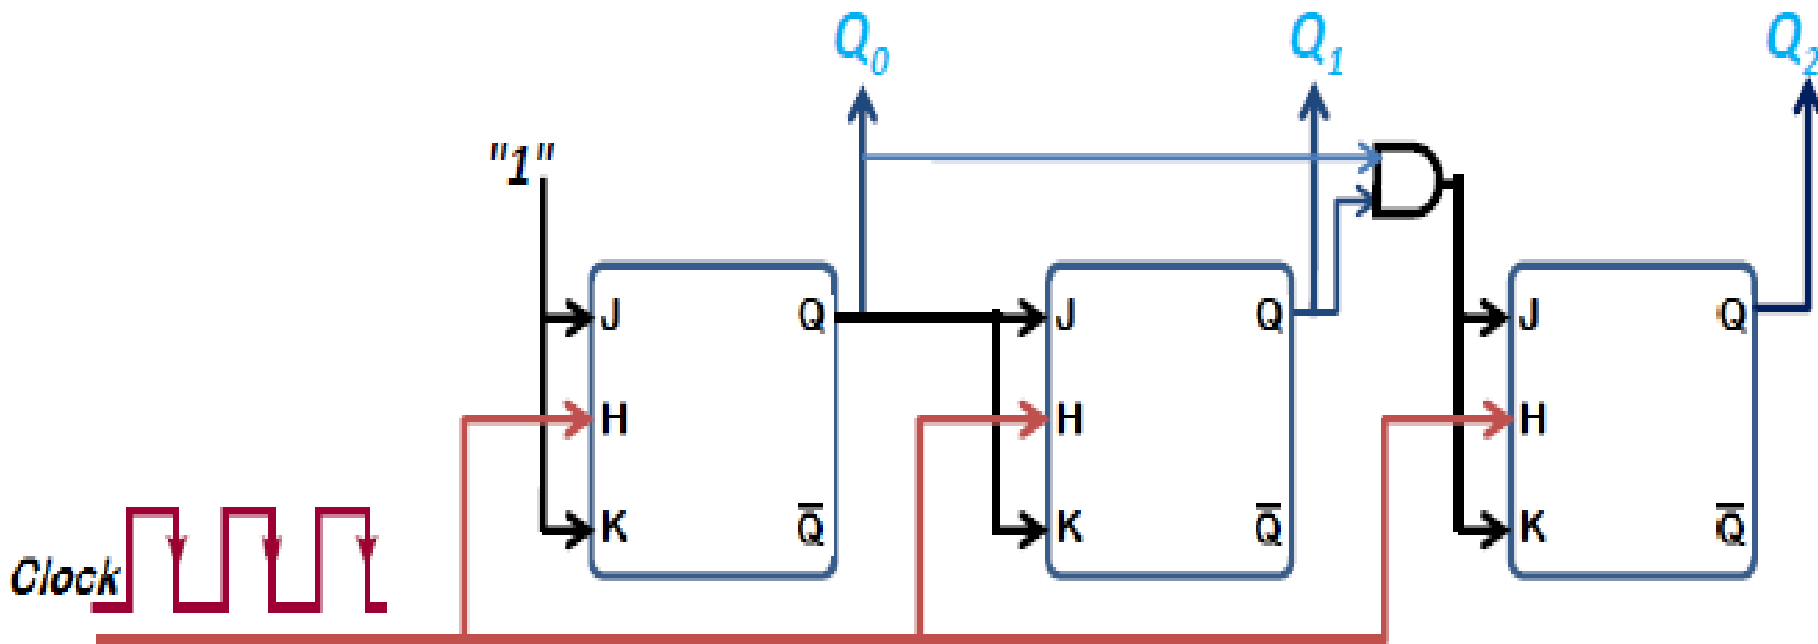 Q₀ Q₁ Q₂
"1"
J Q J Q J Q
H H H
K Q̅ K Q̅ K Q̅
Clock